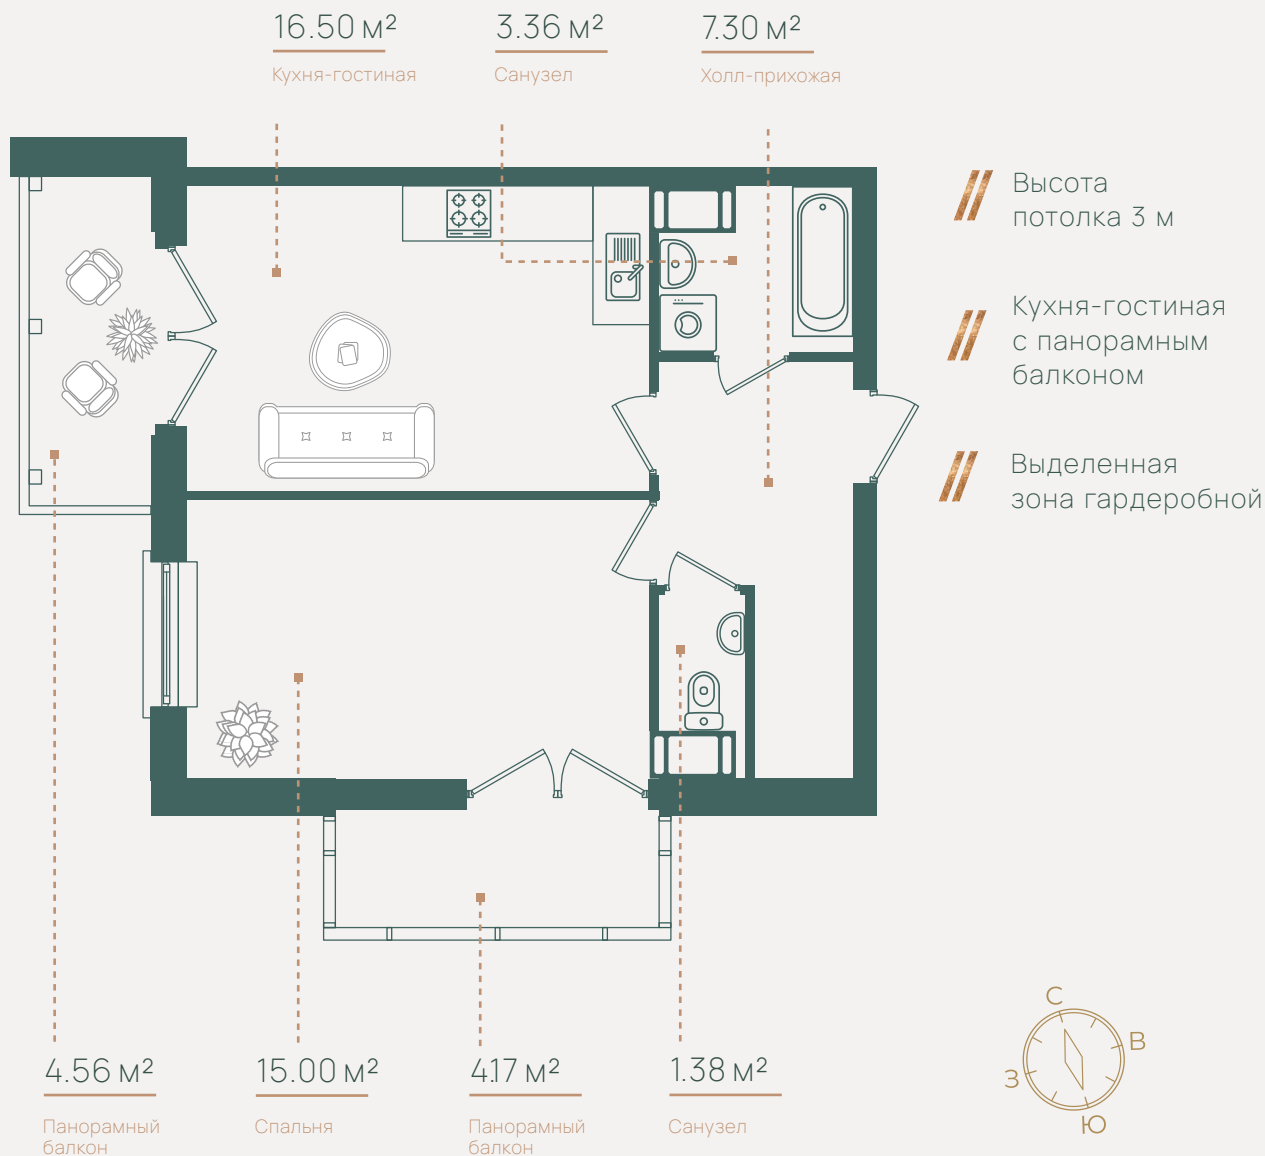 16.50 м²
Кухня-гостиная
3.36 м²
Санузел
7.30 м²
Холл-прихожая
Высота
потолка 3 м
Кухня-гостиная
с панорамным
балконом
Выделенная
зона гардеробной
4.56 м²
Панорамный
балкон
15.00 м²
Спальня
4.17 м²
Панорамный
балкон
1.38 м²
Санузел
С
В
З
Ю